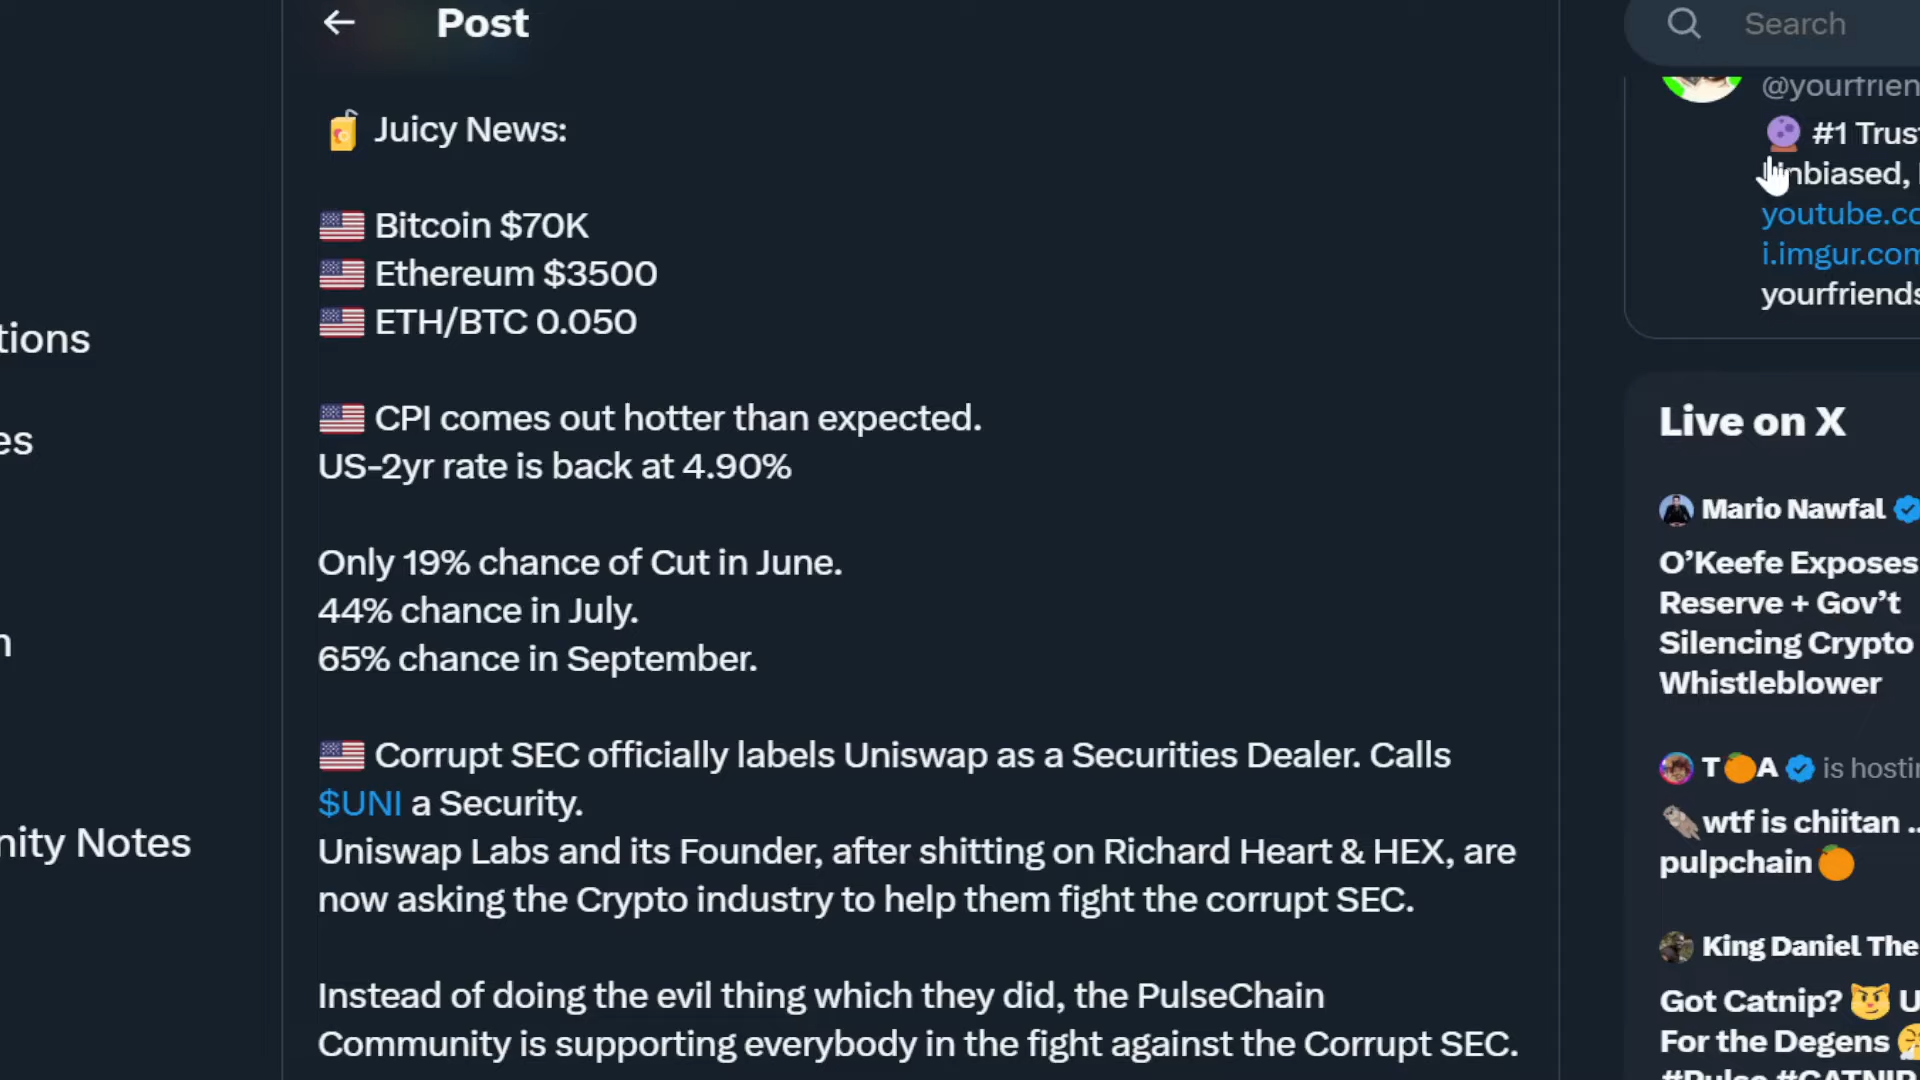 Post
Search
Juicy News:
Bitcoin $70K
Ethereum $3500
ETH/BTC 0.050
CPI comes out hotter than expected.
US-2yr rate is back at 4.90%
Only 19% chance of Cut in June.
44% chance in July.
65% chance in September.
Corrupt SEC officially labels Uniswap as a Securities Dealer. Calls
$UNI a Security.
Uniswap Labs and its Founder, after shitting on Richard Heart & HEX, are
now asking the Crypto industry to help them fight the corrupt SEC.
Instead of doing the evil thing which they did, the PulseChain
Community is supporting everybody in the fight against the Corrupt SEC.
tions
es
n
nity Notes
@yourfrien
#1 Trus
Unbiased,
youtube.co
i.imgur.com
yourfriends
Live on X
Mario Nawfal
O’Keefe Exposes
Reserve + Gov’t
Silencing Crypto
Whistleblower
T🍊A is hostin
wtf is chiitan ..
pulpchain
King Daniel The
Got Catnip? U
For the Degens
#Pulse #CATNIP